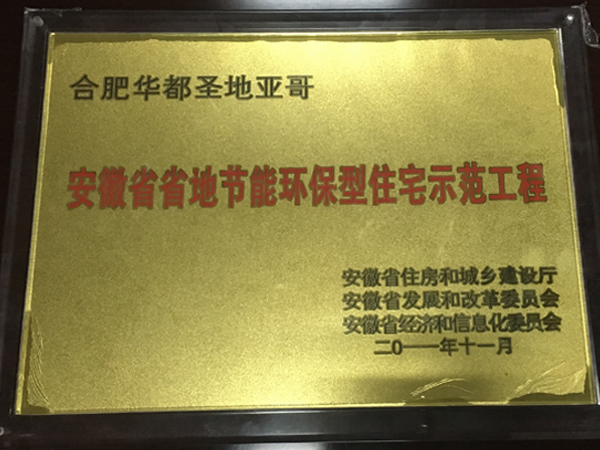 合肥华都圣地亚哥
安徽省省地节能环保型住宅示范工程
安徽省住房和城乡建设厅
安徽省发展和改革委员会
安徽省经济和信息化委员会
二0一一年十一月